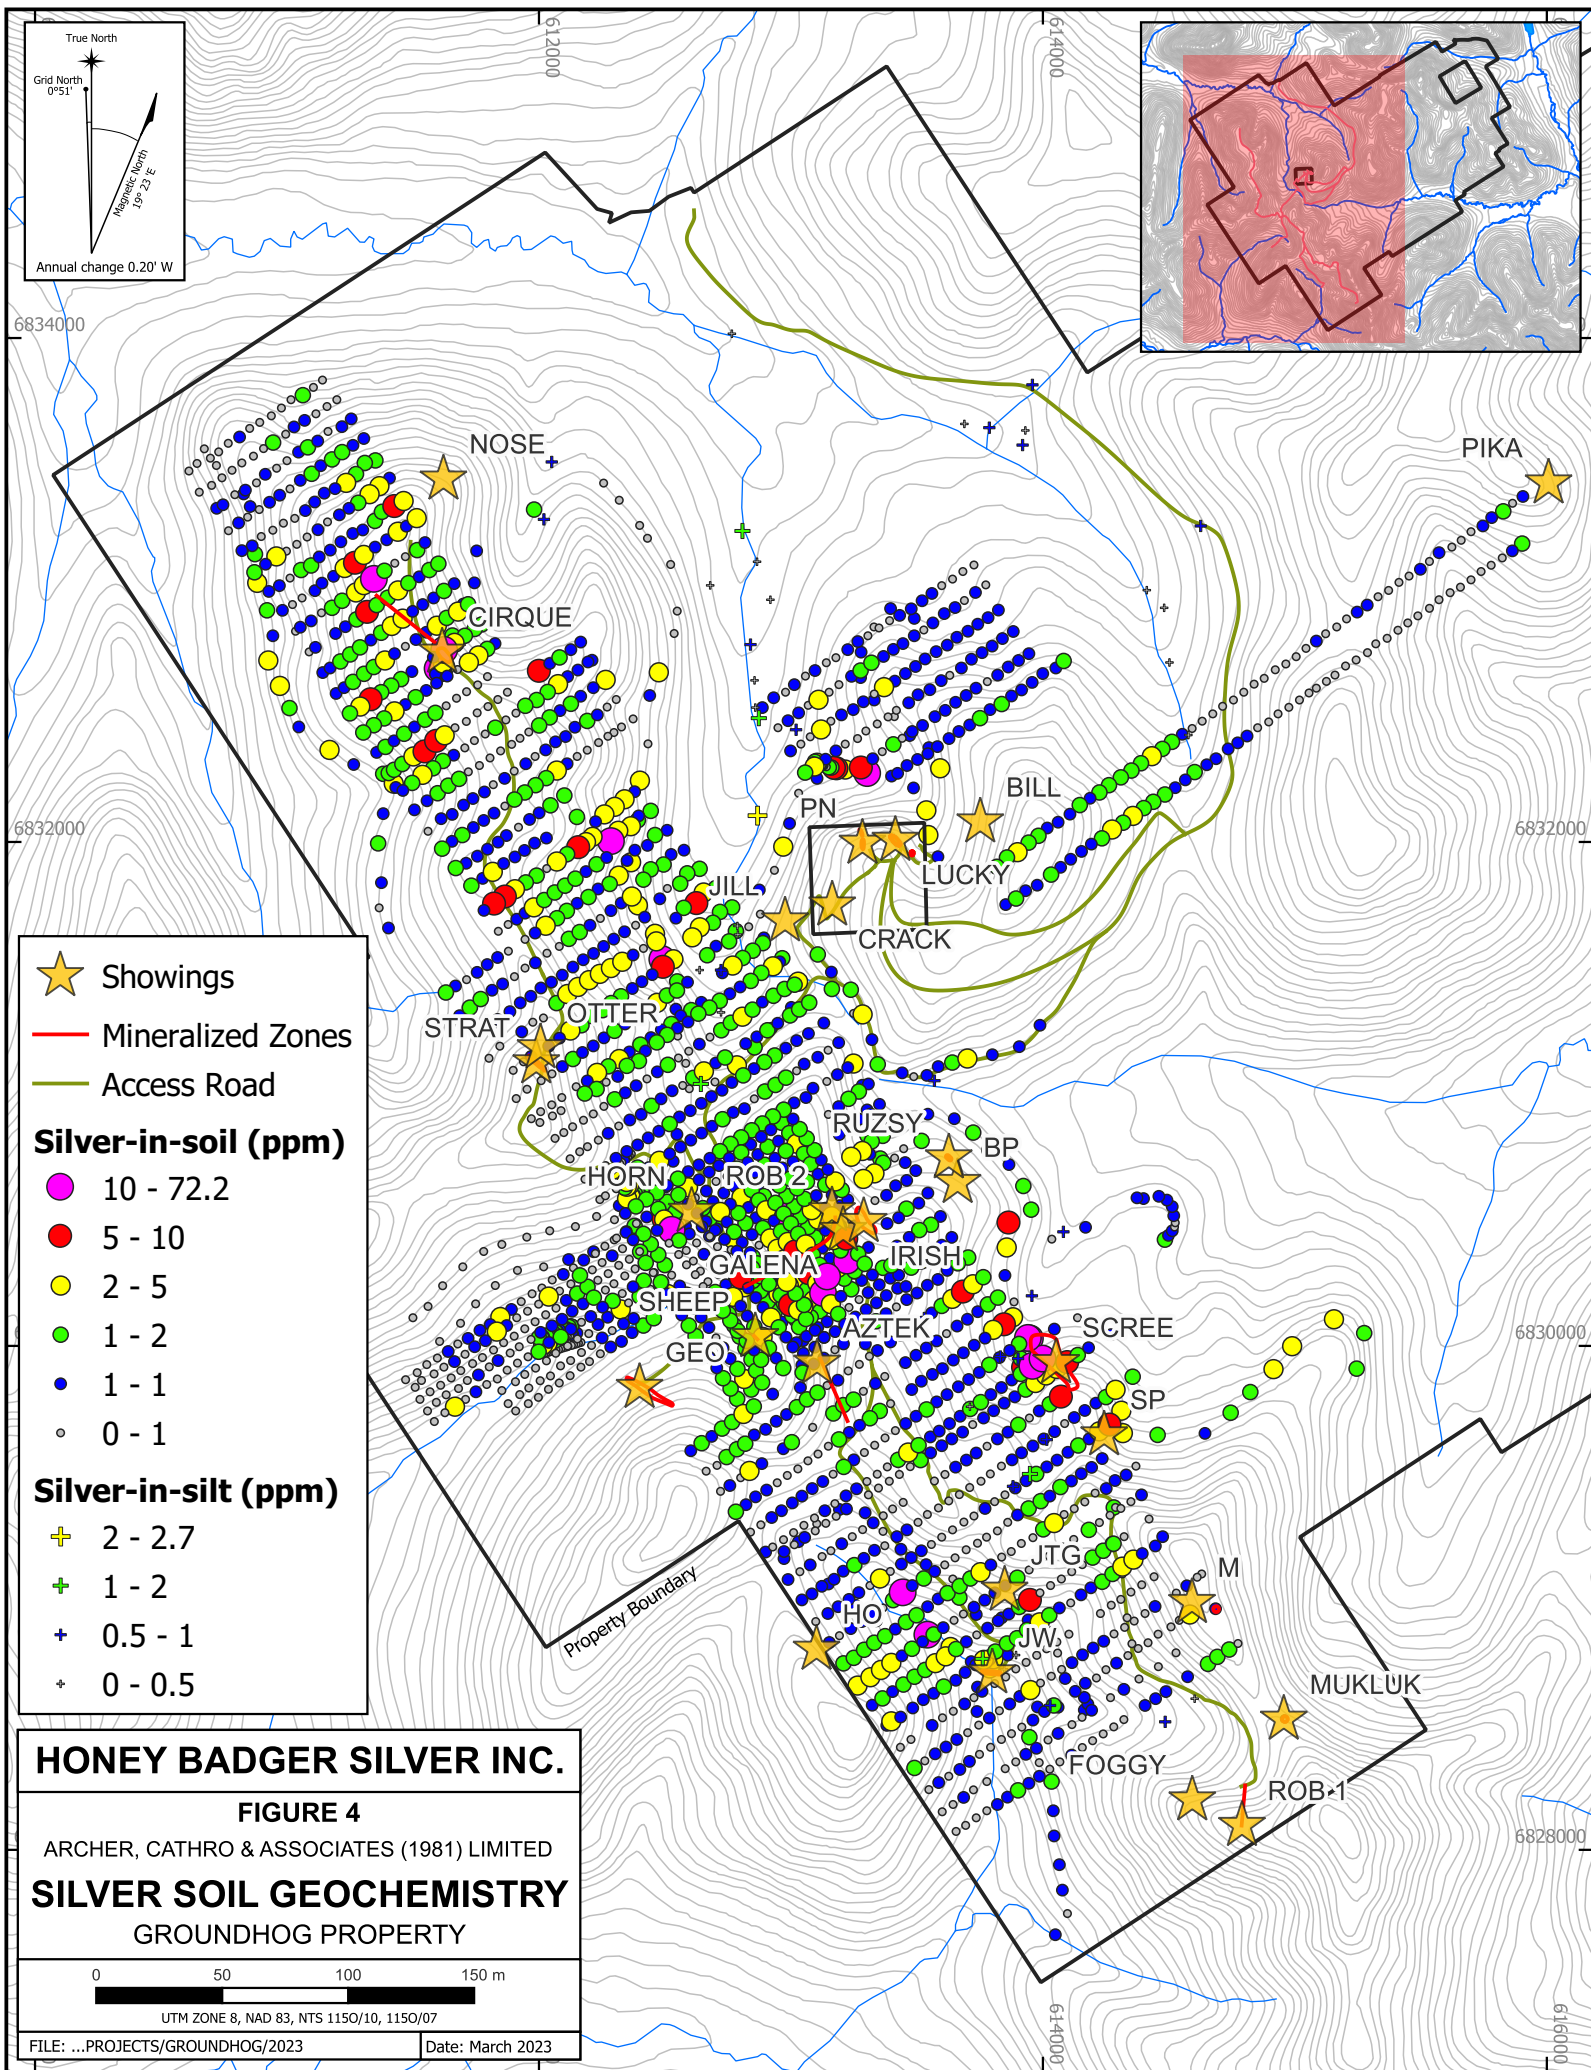 True North
Grid North
0°51'
Magnetic North
19° 23 'E
Annual change 0.20' W
612000
614000
6834000
NOSE
PIKA
CIRQUE
6832000
6832000
BILL
PN
LUCKY
JILL
CRACK
STRAT
OTTER
RUZSY
BP
HORN
ROB 2
IRISH
GALENA
SHEEP
AZTEK
SCREE
GEO
6830000
SP
JTG
M
HO
JW
MUKLUK
FOGGY
ROB 1
6828000
Property Boundary
614000
616000
Showings
Mineralized Zones
Access Road
Silver-in-soil (ppm)
10 - 72.2
5 - 10
2 - 5
1 - 2
1 - 1
0 - 1
Silver-in-silt (ppm)
2 - 2.7
1 - 2
0.5 - 1
0 - 0.5
HONEY BADGER SILVER INC.
FIGURE 4
ARCHER, CATHRO & ASSOCIATES (1981) LIMITED
SILVER SOIL GEOCHEMISTRY
GROUNDHOG PROPERTY
0 50 100 150 m
UTM ZONE 8, NAD 83, NTS 115O/10, 115O/07
FILE: ...PROJECTS/GROUNDHOG/2023
Date: March 2023